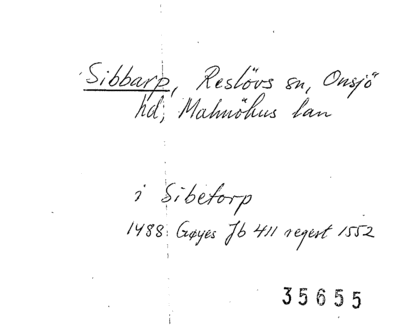 Sibbarp, Reslövs sn, Onsjö
hd, Malmöhus län
i Sibetorp
1488 Gøyes Jb 411 regest 1552
35655